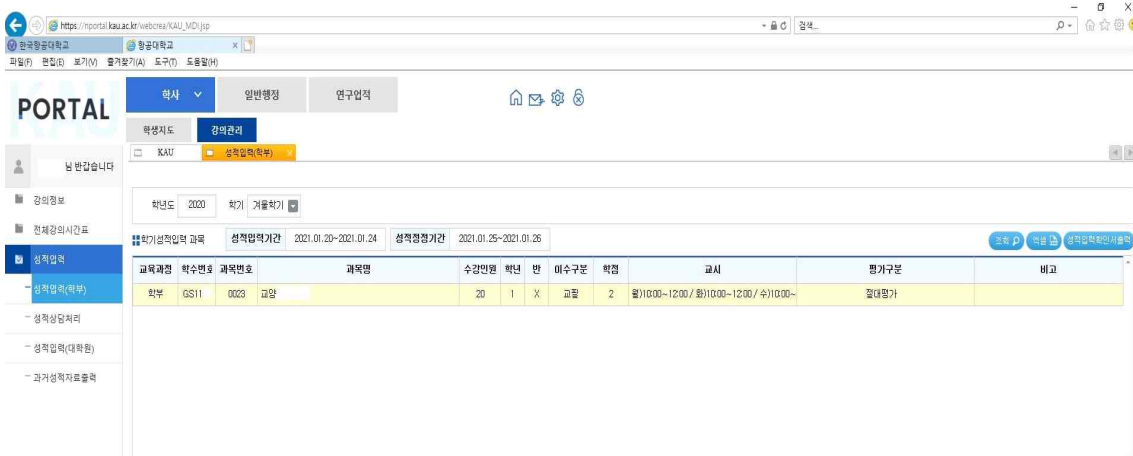 https://nportal.kau.ac.kr/webcrea/KAU_MDI.jsp
검색...
한국항공대학교
항공대학교
파일(F) 편집(E) 보기(V) 즐겨찾기(A) 도구(T) 도움말(H)
PORTAL
학사
일반행정
연구업적
학생지도
강의관리
KAU
성적입력(학부)
님 반갑습니다
강의정보
전체강의시간표
성적입력
성적입력(학부)
성적상담처리
성적입력(대학원)
과거성적자료출력
학년도 2020 학기 겨울학기
학기성적입력 과목 성적입력기간 2021.01.20~2021.01.24 성적정정기간 2021.01.25~2021.01.26
조회 엑셀 성적입력확인서출력
교육과정 학수번호 과목번호 과목명 수강인원 학년 반 이수구분 학점 교시 평가구분 비고
학부 GS11 0023 교양 20 1 X 교필 2 월)10:00~12:00 / 화)10:00~12:00 / 수)10:00~ 절대평가